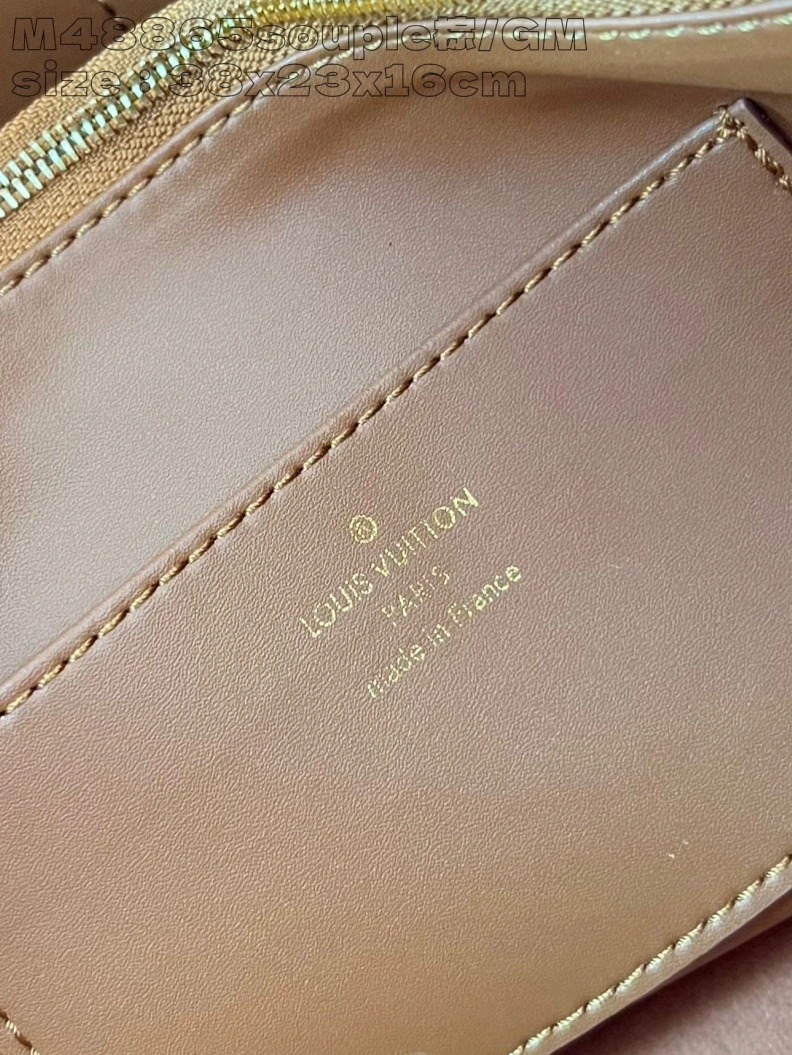 M48865souple棕/GM
size : 38x23x16cm
®
LOUIS VUITTON
PARIS
made in France